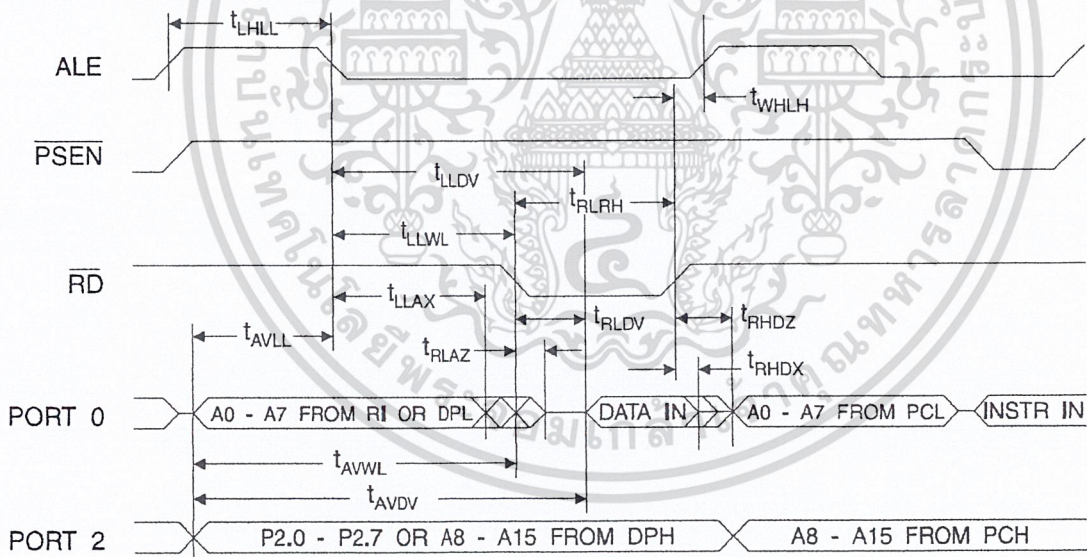 tLHLL
ALE
tWHLH
PSEN
tLLDV
tRLRH
tLLWL
RD
tLLAX
tRLDV
tRHDZ
tAVLL
tRLAZ
tRHDX
PORT 0
A0 - A7 FROM RI OR DPL
DATA IN
A0 - A7 FROM PCL
INSTR IN
tAVWL
tAVDV
PORT 2
P2.0 - P2.7 OR A8 - A15 FROM DPH
A8 - A15 FROM PCH